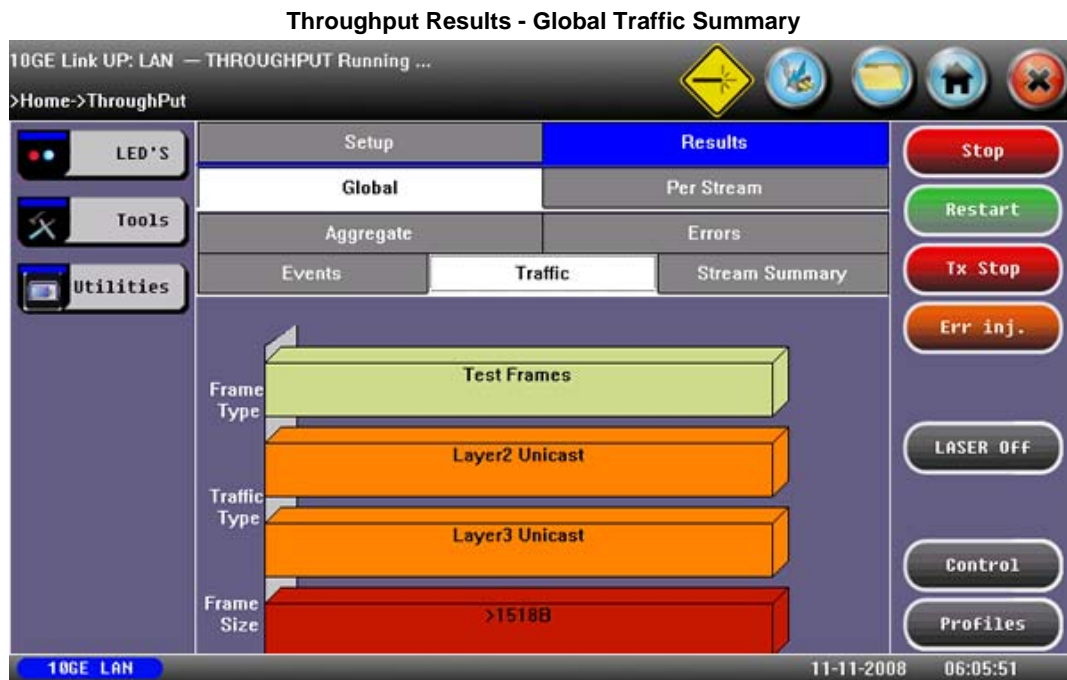 Throughput Results - Global Traffic Summary
10GE Link UP: LAN — THROUGHPUT Running ...
>Home->ThroughPut
LED'S
Tools
Utilities
Setup
Results
Global
Per Stream
Aggregate
Errors
Events
Traffic
Stream Summary
Frame
Type
Test Frames
Traffic
Type
Layer2 Unicast
Layer3 Unicast
Frame
Size
>1518B
Stop
Restart
Tx Stop
Err inj.
LASER Off
Control
Profiles
10GE LAN
11-11-2008 06:05:51